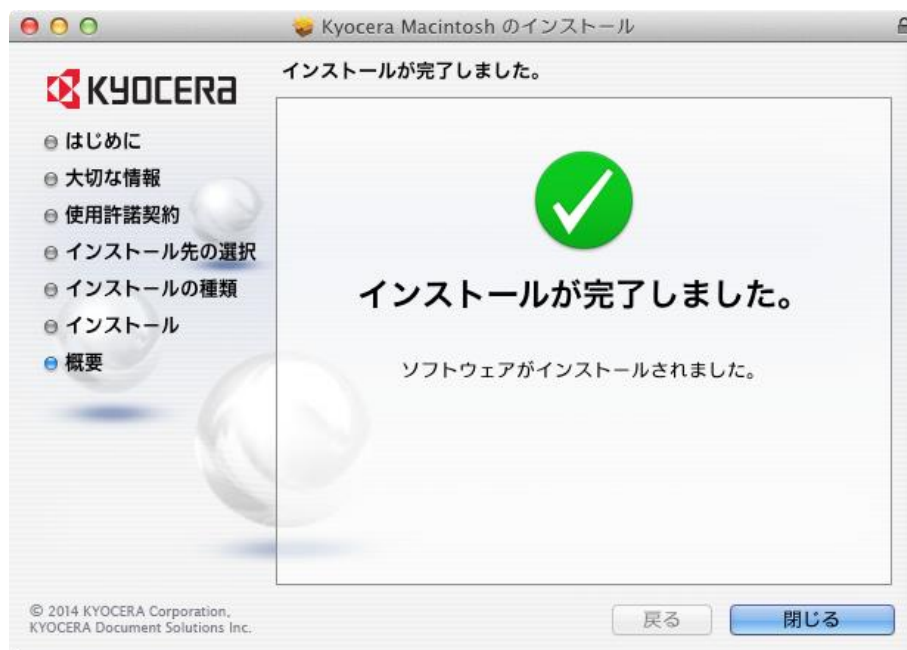 Kyocera Macintosh のインストール
KYOCERA
インストールが完了しました。
はじめに
大切な情報
使用許諾契約
インストール先の選択
インストールの種類
インストール
概要
インストールが完了しました。
ソフトウェアがインストールされました。
© 2014 KYOCERA Corporation,
KYOCERA Document Solutions Inc.
戻る
閉じる